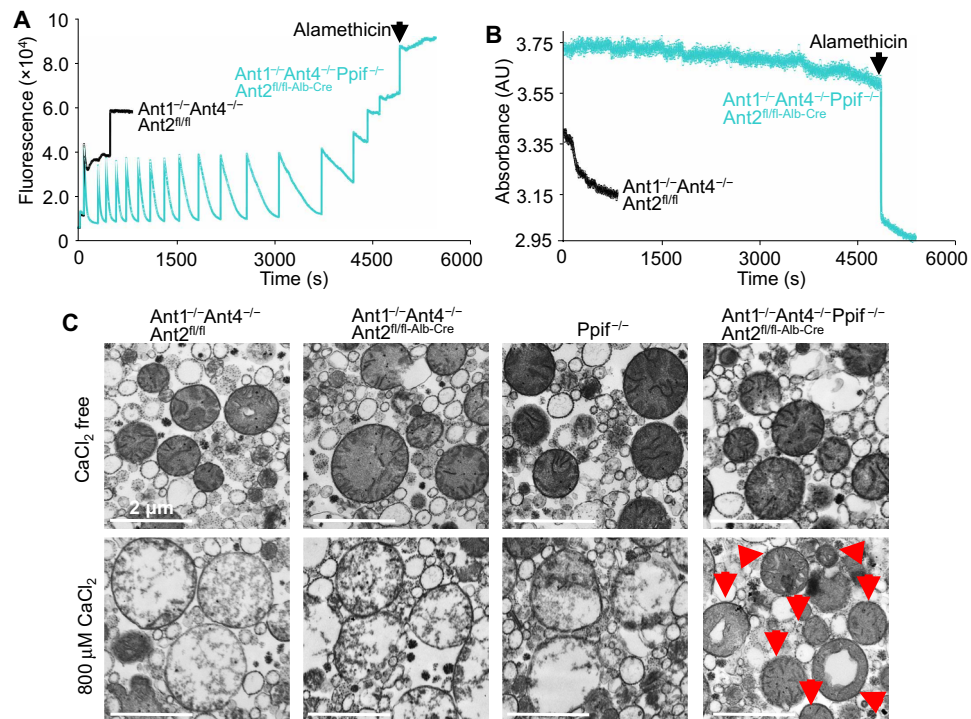 A
Fluorescence (×10⁴)
10
8.0
6.0
4.0
2.0
0
0
1500
3000
4500
6000
Time (s)
Alamethicin
Ant1⁻/⁻Ant4⁻/⁻Ppif⁻/⁻
Ant2fl/fl-Alb-Cre
Ant1⁻/⁻Ant4⁻/⁻
Ant2fl/fl
B
Absorbance (AU)
3.75
3.55
3.35
3.15
2.95
0
1000
2000
3000
4000
5000
6000
Time (s)
Alamethicin
Ant1⁻/⁻Ant4⁻/⁻Ppif⁻/⁻
Ant2fl/fl-Alb-Cre
Ant1⁻/⁻Ant4⁻/⁻
Ant2fl/fl
C
Ant1⁻/⁻Ant4⁻/⁻
Ant2fl/fl
Ant1⁻/⁻Ant4⁻/⁻
Ant2fl/fl-Alb-Cre
Ppif⁻/⁻
Ant1⁻/⁻Ant4⁻/⁻Ppif⁻/⁻
Ant2fl/fl-Alb-Cre
CaCl₂ free
2 µm
800 µM CaCl₂